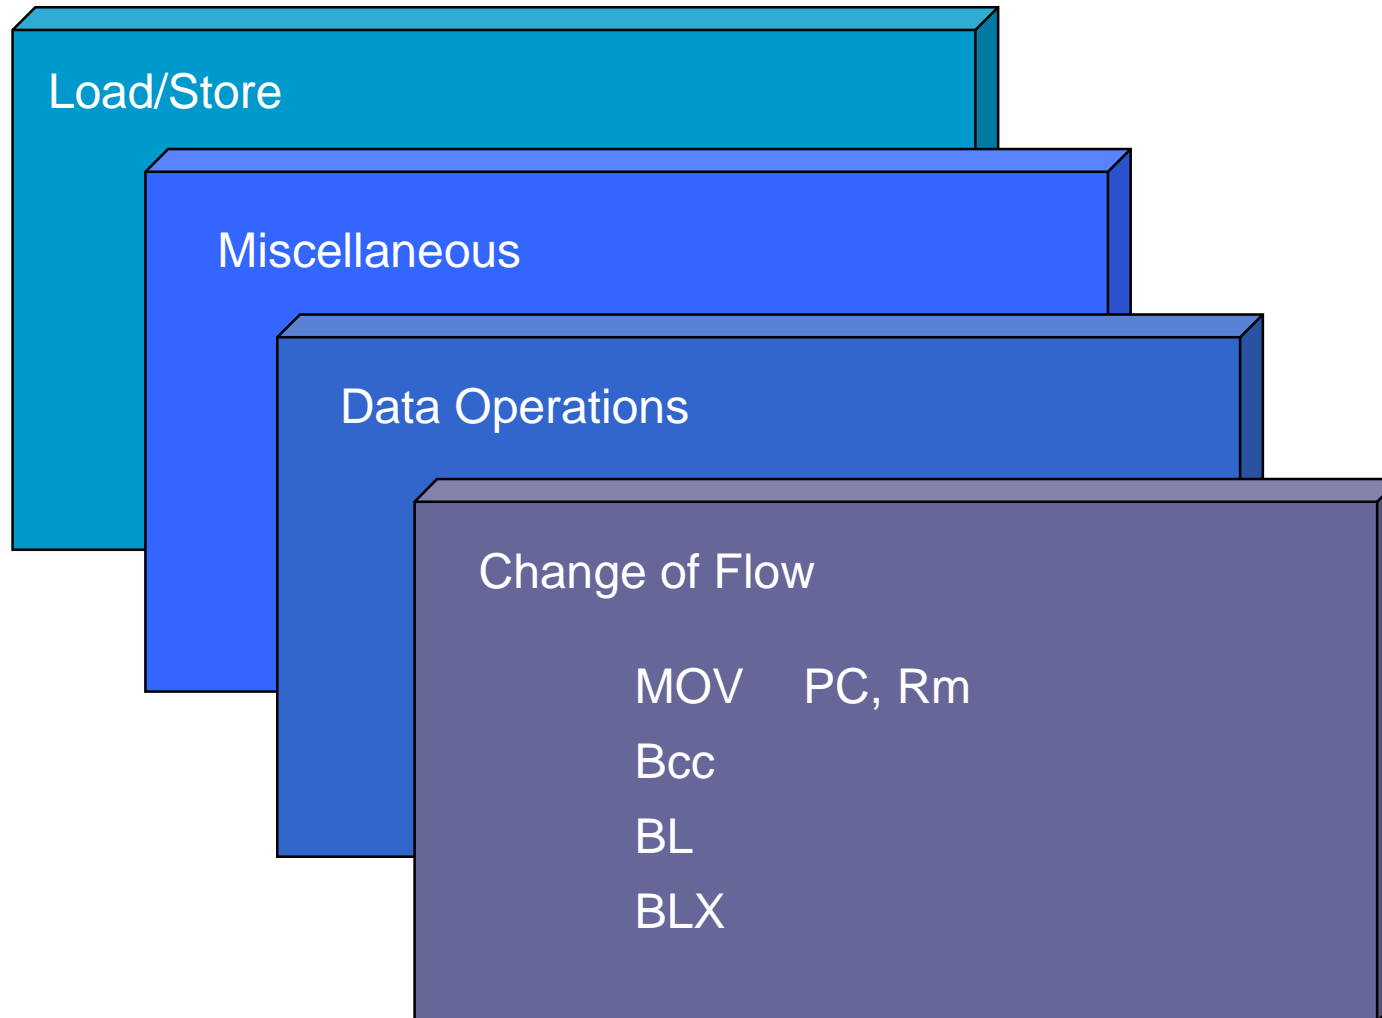 Load/Store
Miscellaneous
Data Operations
Change of Flow
MOV PC, Rm
Bcc
BL
BLX